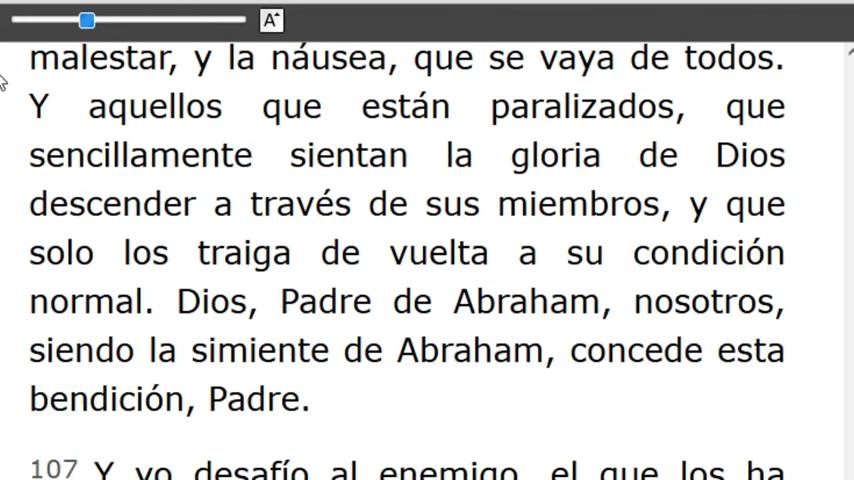 A
malestar, y la náusea, que se vaya de todos.
Y aquellos que están paralizados, que
sencillamente sientan la gloria de Dios
descender a través de sus miembros, y que
solo los traiga de vuelta a su condición
normal. Dios, Padre de Abraham, nosotros,
siendo la simiente de Abraham, concede esta
bendición, Padre.
107 Y yo desafío al enemigo, el que los ha